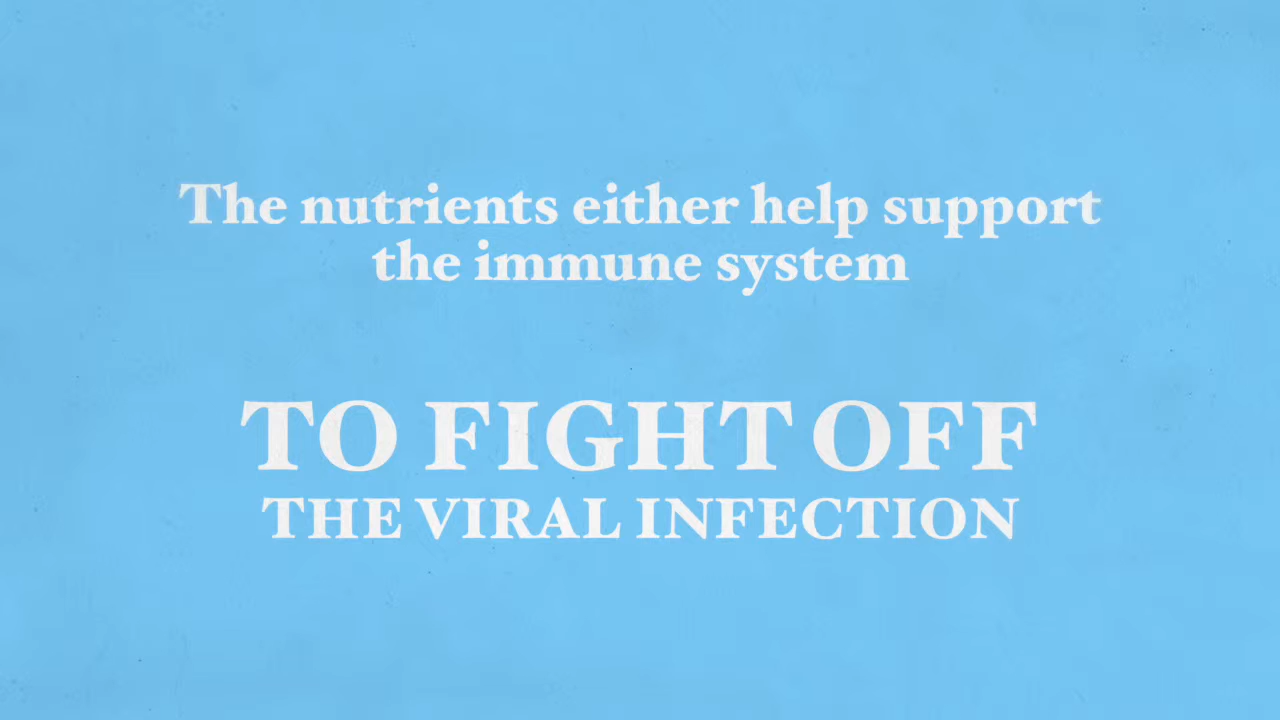 The nutrients either help support
the immune system
TO FIGHT OFF
THE VIRAL INFECTION